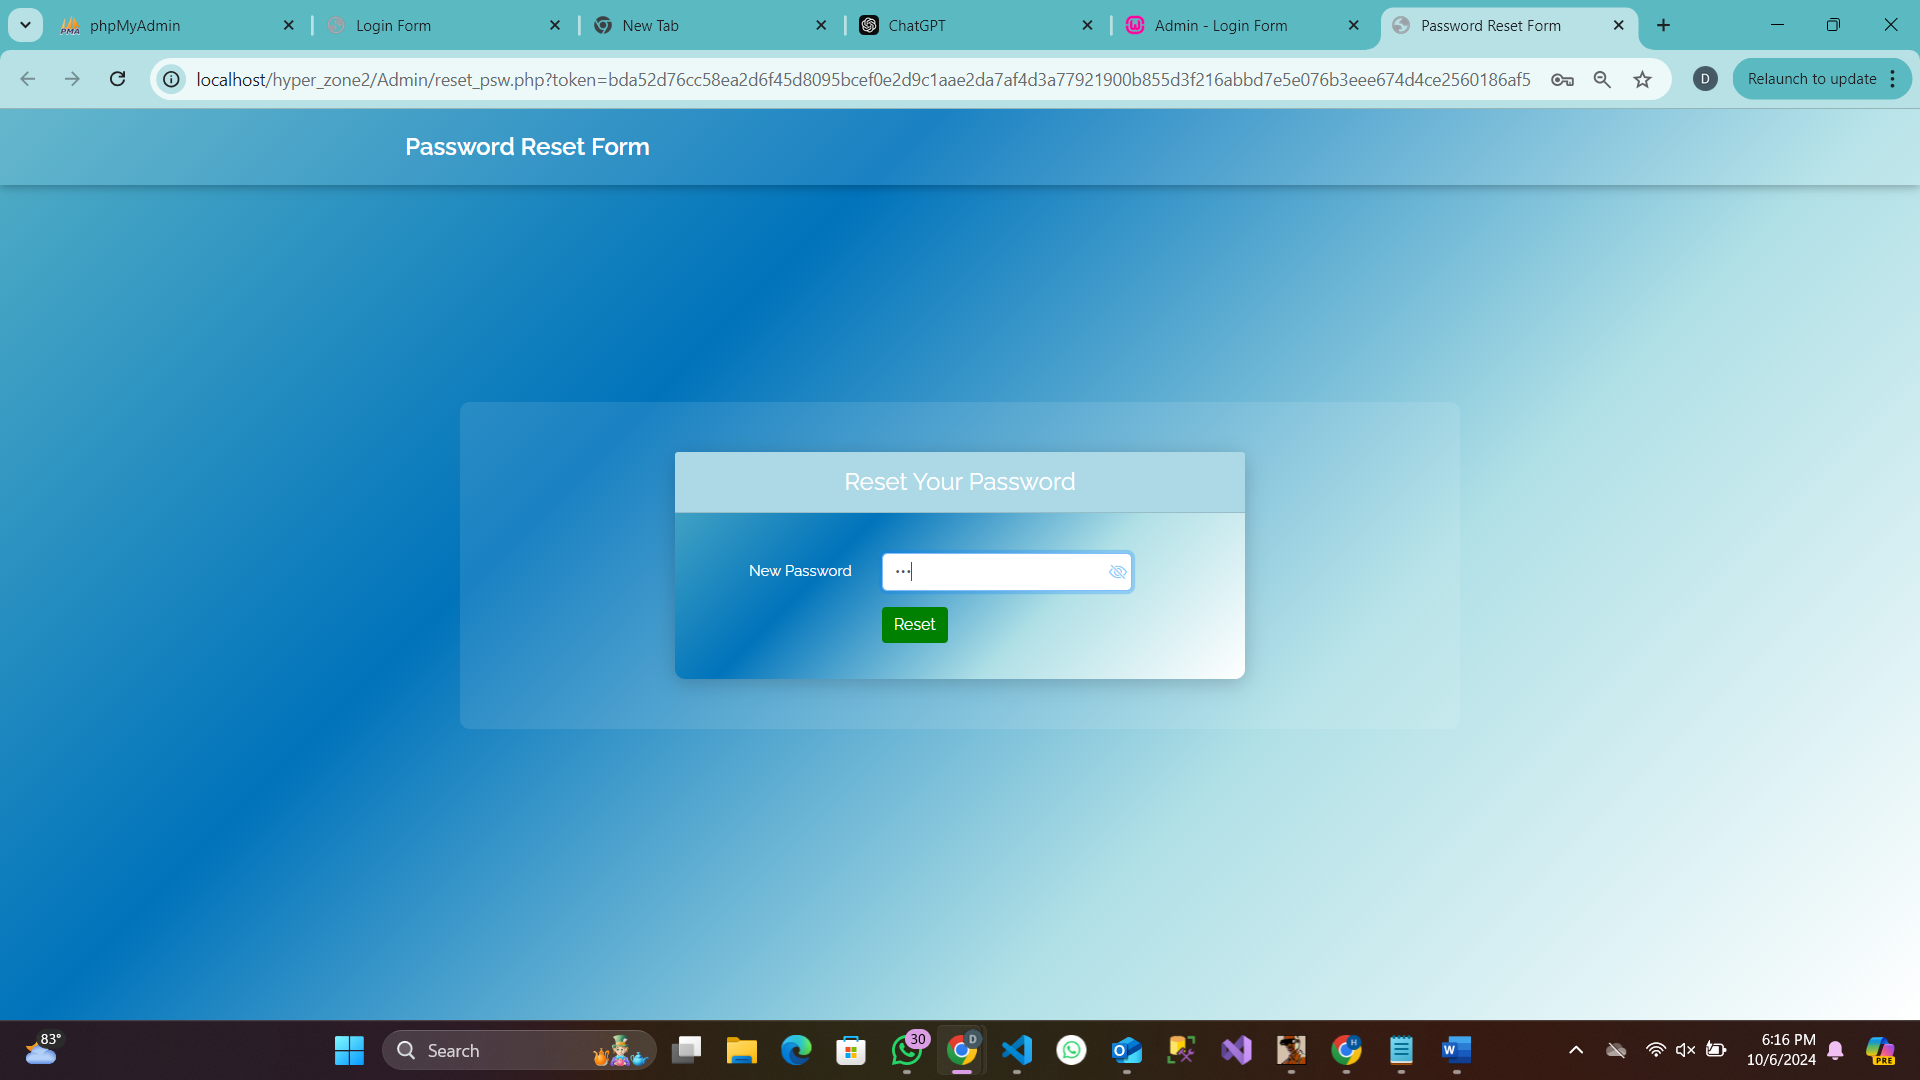 phpMyAdmin
Login Form
New Tab
ChatGPT
Admin - Login Form
Password Reset Form
localhost/hyper_zone2/Admin/reset_psw.php?token=bda52d76cc58ea2d6f45d8095bcef0e2d9c1aae2da7af4d3a77921900b855d3f216abbd7e5e076b3eee674d4ce2560186af5
D
Relaunch to update
Password Reset Form
Reset Your Password
New Password
Reset
83°
Search
30
D
H
6:16 PM
10/6/2024
PRE